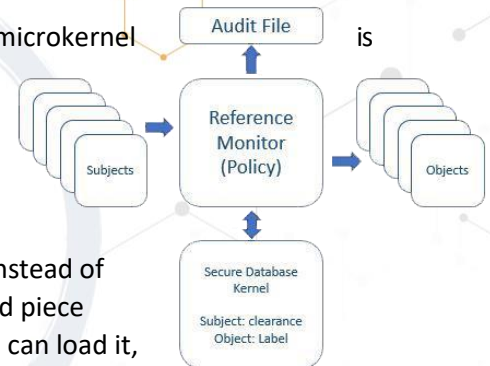 Audit File
microkernel is
Reference
Monitor
(Policy)
Subjects
Objects
nstead of
d piece
can load it,
Secure Database
Kernel
Subject: clearance
Object: Label